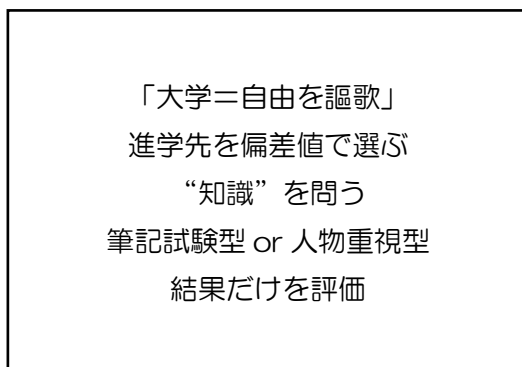 「大学＝自由を謳歌」
進学先を偏差値で選ぶ
“知識”を問う
筆記試験型 or 人物重視型
結果だけを評価